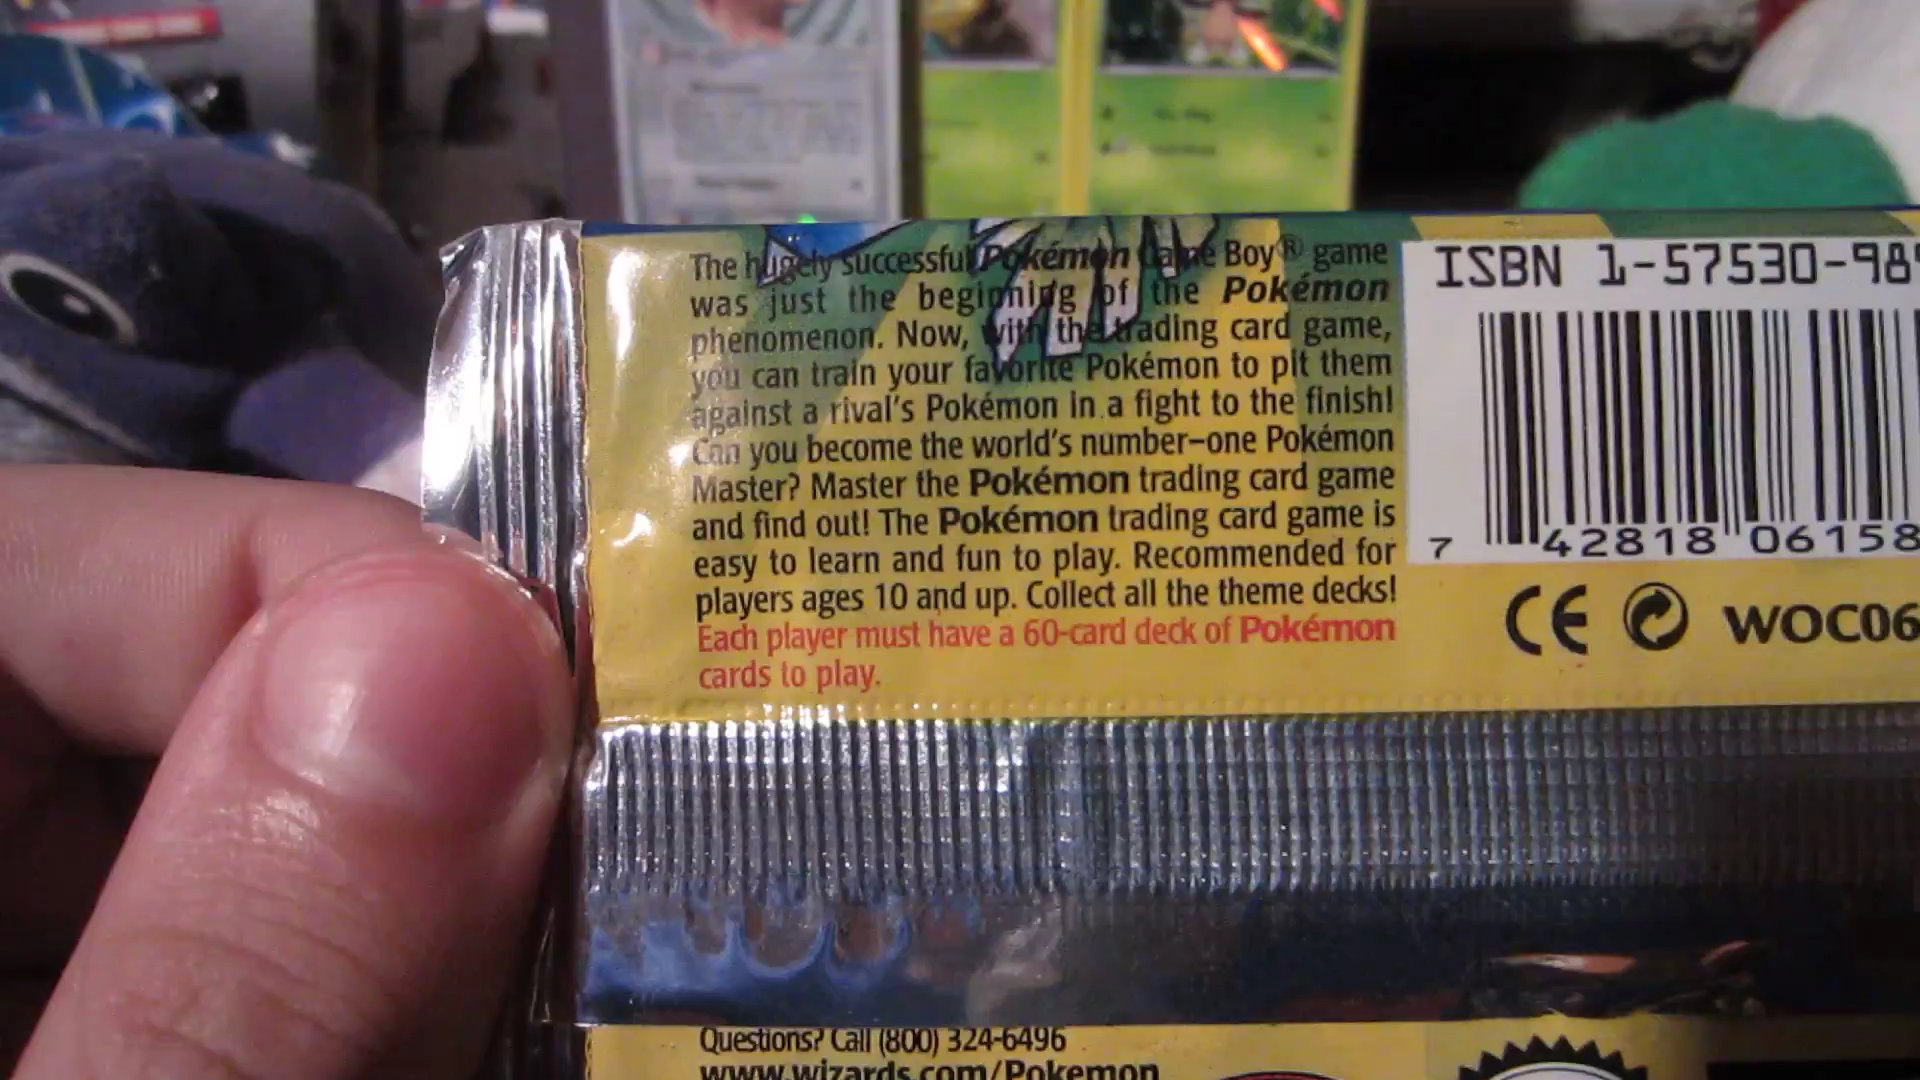 The hugely successful Pokémon Game Boy® game
was just the beginning of the Pokémon
phenomenon. Now, with the trading card game,
you can train your favorite Pokémon to pit them
against a rival's Pokémon in a fight to the finish!
Can you become the world's number-one Pokémon
Master? Master the Pokémon trading card game
and find out! The Pokémon trading card game is
easy to learn and fun to play. Recommended for
players ages 10 and up. Collect all the theme decks!
Each player must have a 60-card deck of Pokémon
cards to play.
ISBN 1-57530-98
7 42818 06158
CE WOC06
Questions? Call (800) 324-6496
www.wizards.com/Pokemon